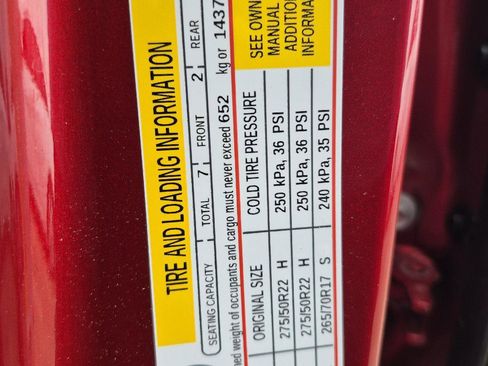 TIRE AND LOADING INFORMATION
SEATING CAPACITY TOTAL 7 FRONT 2 REAR
weight of occupants and cargo must never exceed 652 kg or 1437
ORIGINAL SIZE COLD TIRE PRESSURE
275/50R22 H 250 kPa, 36 PSI
275/50R22 H 250 kPa, 36 PSI
265/70R17 S 240 kPa, 35 PSI
SEE OWN
MANUAL
ADDITION
INFORMA